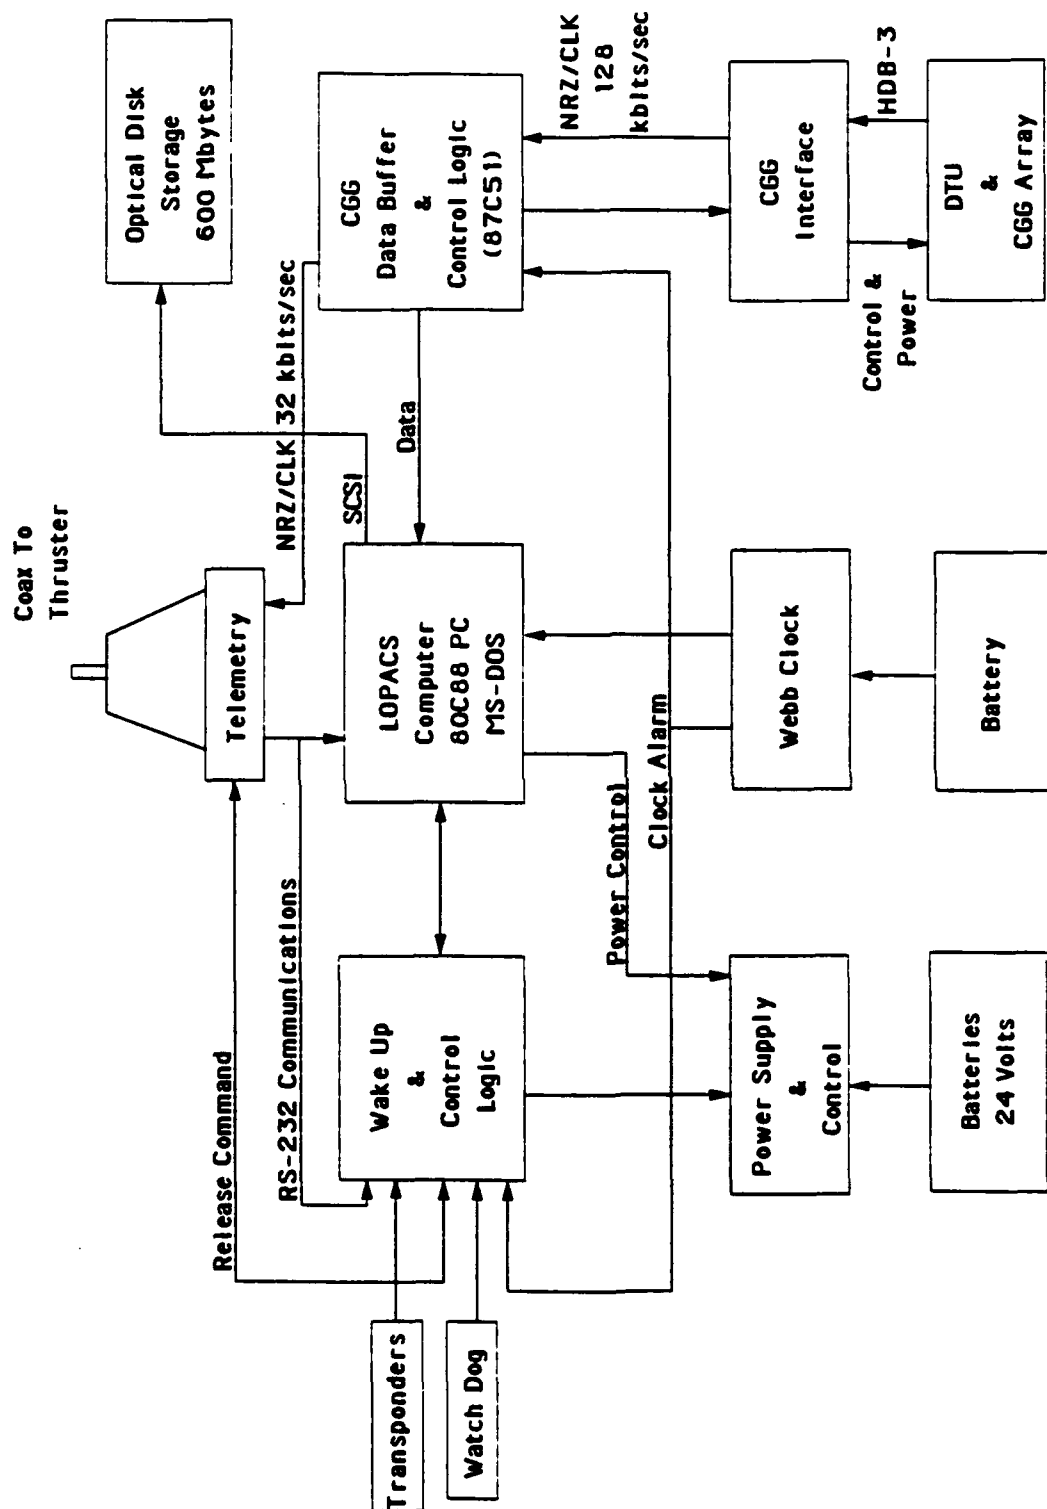 Coax To
Thruster
Optical Disk
Storage
600 Mbytes
Telemetry
NRZ/CLK 32 kbits/sec
SCSI
Release Command
RS-232 Communications
Transponders
Watch Dog
Wake Up
&
Control
Logic
LOPACS
Computer
80C88 PC
MS-DOS
Data
CGG
Data Buffer
&
Control Logic
(87C51)
NRZ/CLK
128
kbits/sec
Power Control
Clock Alarm
Power Supply
&
Control
Webb Clock
CGG
Interface
Control &
Power
HDB-3
Batteries
24 Volts
Battery
DTU
&
CGG Array